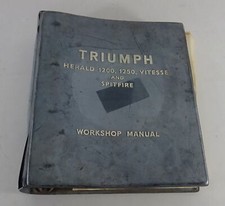 TRIUMPH
HERALD 1200, 1250, VITESSE
AND
SPITFIRE
WORKSHOP MANUAL